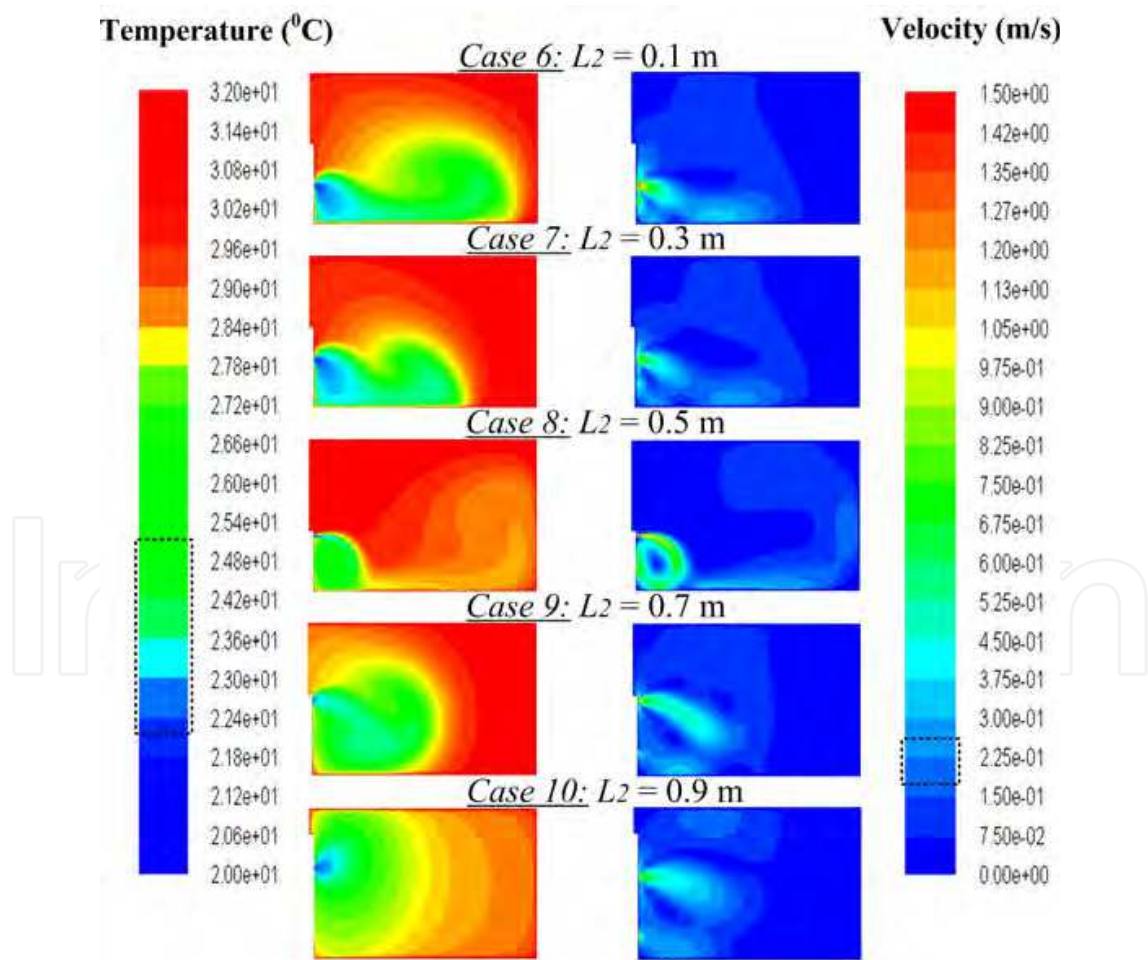 Temperature (⁰C)
Velocity (m/s)
Case 6: L2 = 0.1 m
3.20e+01
3.14e+01
3.08e+01
3.02e+01
2.96e+01
2.90e+01
2.84e+01
2.78e+01
2.72e+01
2.66e+01
2.60e+01
2.54e+01
2.48e+01
2.42e+01
2.36e+01
2.30e+01
2.24e+01
2.18e+01
2.12e+01
2.06e+01
2.00e+01
Case 7: L2 = 0.3 m
Case 8: L2 = 0.5 m
Case 9: L2 = 0.7 m
Case 10: L2 = 0.9 m
1.50e+00
1.42e+00
1.35e+00
1.27e+00
1.20e+00
1.13e+00
1.05e+00
9.75e-01
9.00e-01
8.25e-01
7.50e-01
6.75e-01
6.00e-01
5.25e-01
4.50e-01
3.75e-01
3.00e-01
2.25e-01
1.50e-01
7.50e-02
0.00e+00